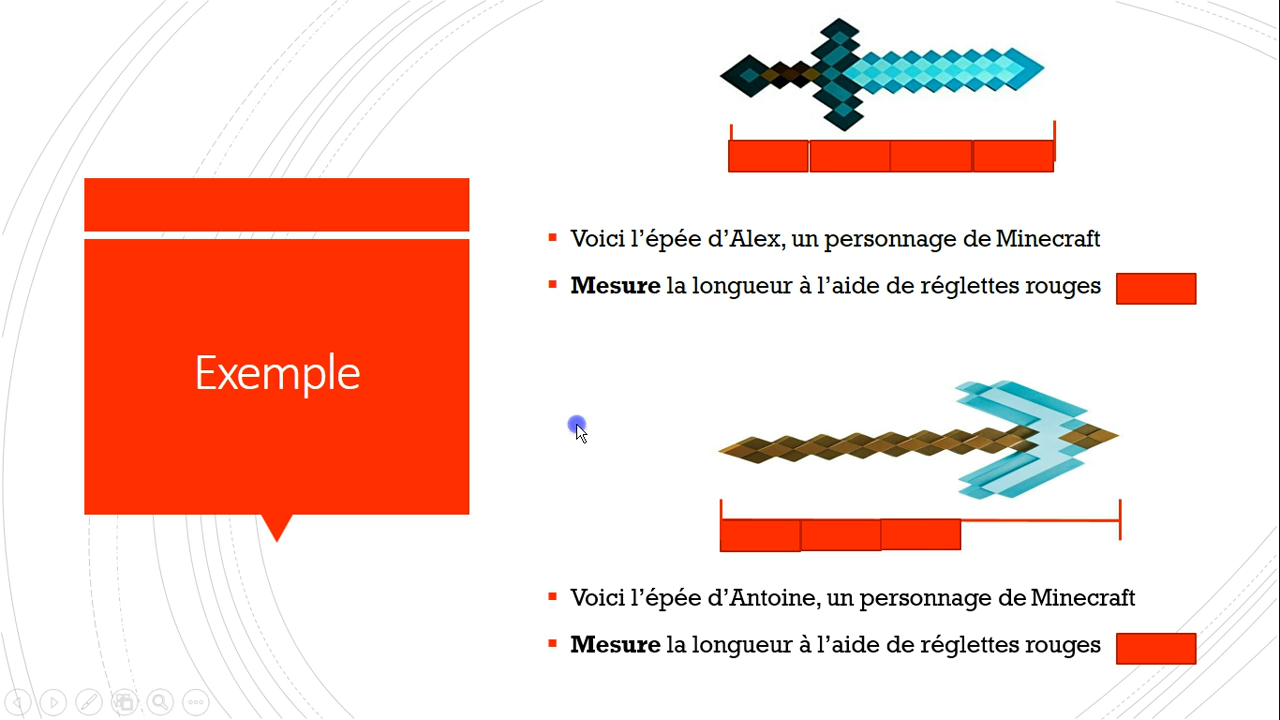 Exemple
Voici l’épée d’Alex, un personnage de Minecraft
Mesure la longueur à l’aide de réglettes rouges
Voici l’épée d’Antoine, un personnage de Minecraft
Mesure la longueur à l’aide de réglettes rouges